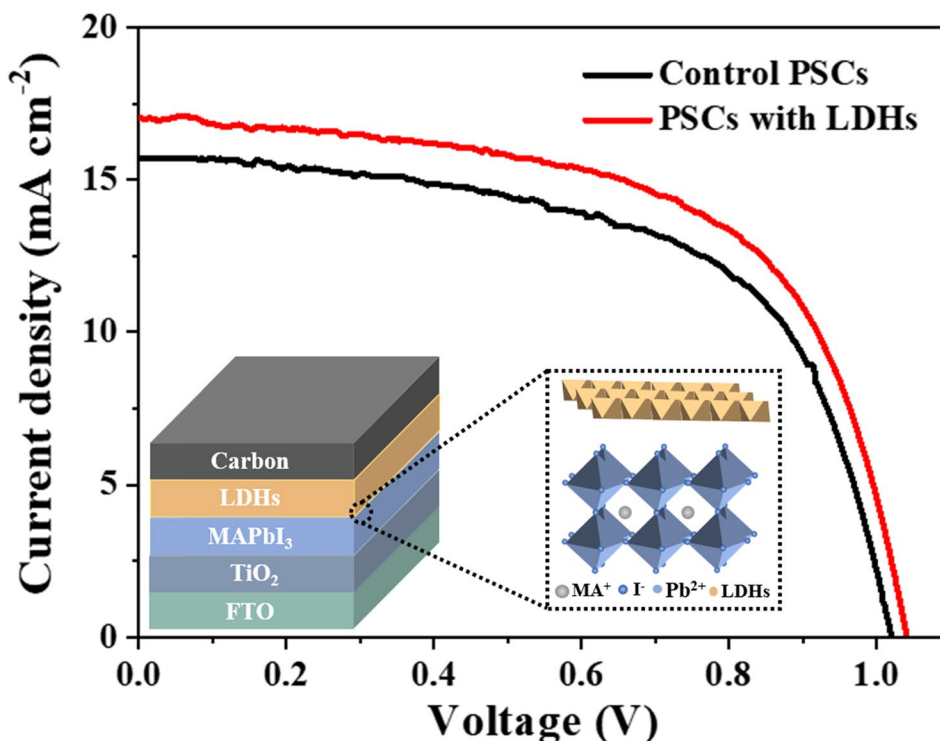 20
15
10
5
0
0.0 0.2 0.4 0.6 0.8 1.0
Current density (mA cm⁻²)
Voltage (V)
Control PSCs
PSCs with LDHs
Carbon
LDHs
MAPbI₃
TiO₂
FTO
MA⁺ I⁻ Pb²⁺ LDHs